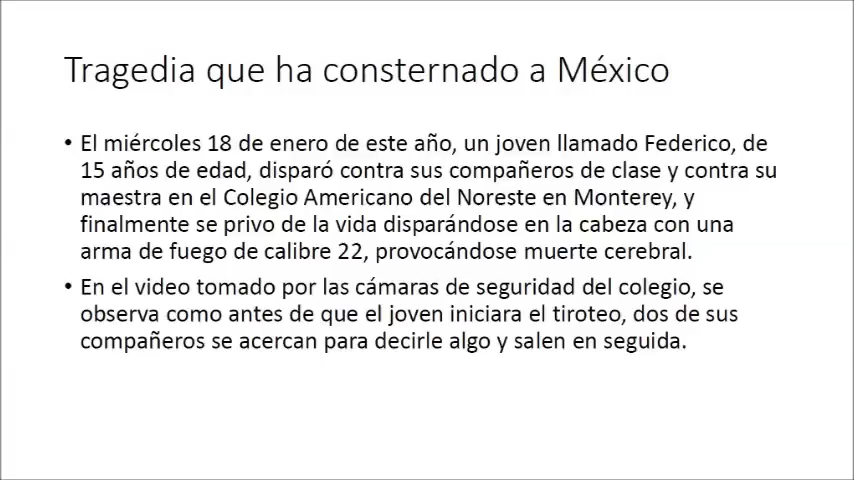 Tragedia que ha consternado a México
• El miércoles 18 de enero de este año, un joven llamado Federico, de
15 años de edad, disparó contra sus compañeros de clase y contra su
maestra en el Colegio Americano del Noreste en Monterey, y
finalmente se privo de la vida disparándose en la cabeza con una
arma de fuego de calibre 22, provocándose muerte cerebral.
• En el video tomado por las cámaras de seguridad del colegio, se
observa como antes de que el joven iniciara el tiroteo, dos de sus
compañeros se acercan para decirle algo y salen en seguida.